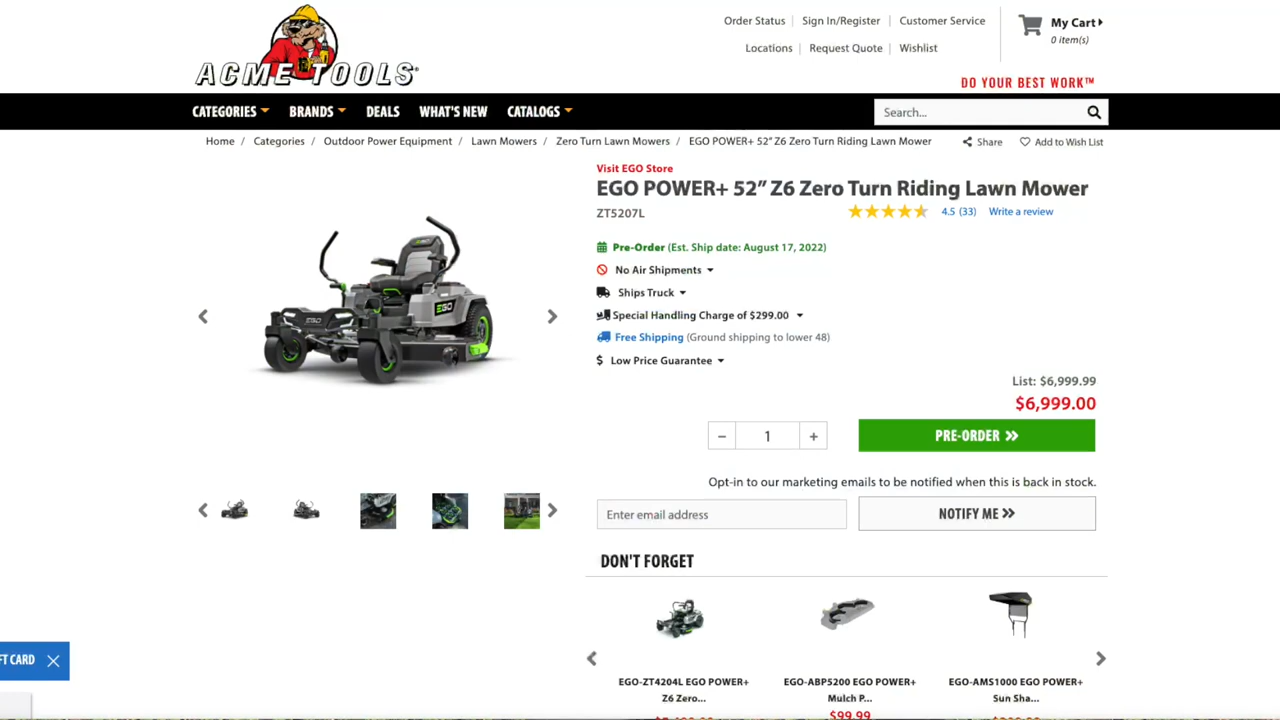 ACME TOOLS®
Order Status
Sign In/Register
Customer Service
Locations
Request Quote
Wishlist
My Cart
0 item(s)
DO YOUR BEST WORK™
CATEGORIES
BRANDS
DEALS
WHAT'S NEW
CATALOGS
Search...
Home / Categories / Outdoor Power Equipment / Lawn Mowers / Zero Turn Lawn Mowers / EGO POWER+ 52” Z6 Zero Turn Riding Lawn Mower
Share
Add to Wish List
Visit EGO Store
EGO POWER+ 52” Z6 Zero Turn Riding Lawn Mower
ZT5207L
4.5 (33) Write a review
Pre-Order (Est. Ship date: August 17, 2022)
No Air Shipments
Ships Truck
Special Handling Charge of $299.00
Free Shipping (Ground shipping to lower 48)
$ Low Price Guarantee
List: $6,999.99
$6,999.00
− 1 +
PRE-ORDER
Opt-in to our marketing emails to be notified when this is back in stock.
Enter email address
NOTIFY ME
EGO
EGO
DON'T FORGET
EGO-ZT4204L EGO POWER+
Z6 Zero...
EGO-ABP5200 EGO POWER+
Mulch P...
$99.99
EGO-AMS1000 EGO POWER+
Sun Sha...
FT CARD